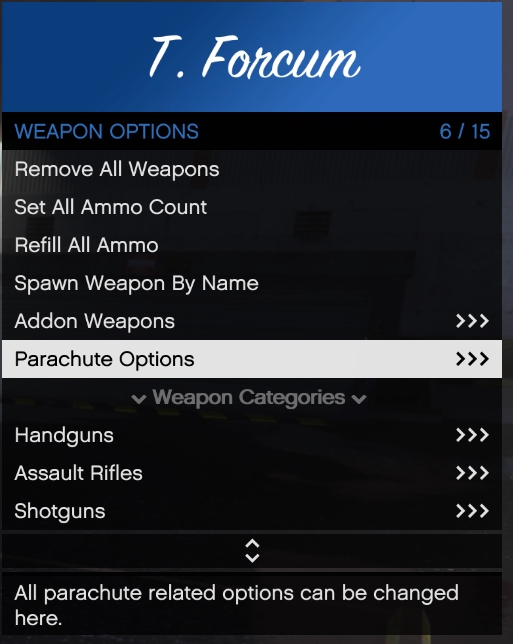 T. Forcum
WEAPON OPTIONS 6 / 15
Remove All Weapons
Set All Ammo Count
Refill All Ammo
Spawn Weapon By Name
Addon Weapons >>>
Parachute Options >>>
Weapon Categories
Handguns >>>
Assault Rifles >>>
Shotguns >>>
All parachute related options can be changed
here.